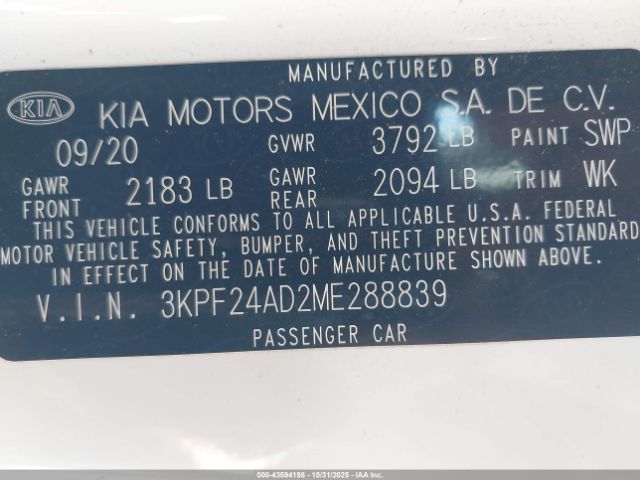 MANUFACTURED BY
KIA KIA MOTORS MEXICO S.A. DE C.V.
09/20 GVWR 3792 LB PAINT SWP
GAWR FRONT 2183 LB GAWR REAR 2094 LB TRIM WK
THIS VEHICLE CONFORMS TO ALL APPLICABLE U.S.A. FEDERAL
MOTOR VEHICLE SAFETY, BUMPER, AND THEFT PREVENTION STANDARD
IN EFFECT ON THE DATE OF MANUFACTURE SHOWN ABOVE.
V.I.N. 3KPF24AD2ME288839
PASSENGER CAR
000-43594198 - 10/31/2025 - IAAI Inc.